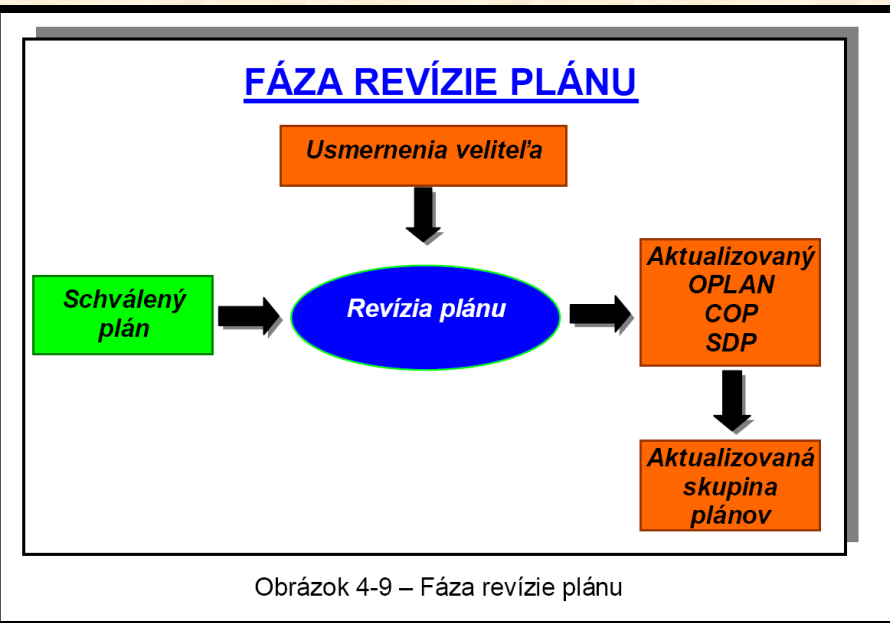 FÁZA REVÍZIE PLÁNU
Usmernenia veliteľa
Schválený
plán
Revízia plánu
Aktualizovaný
OPLAN
COP
SDP
Aktualizovaná
skupina
plánov
Obrázok 4-9 – Fáza revízie plánu